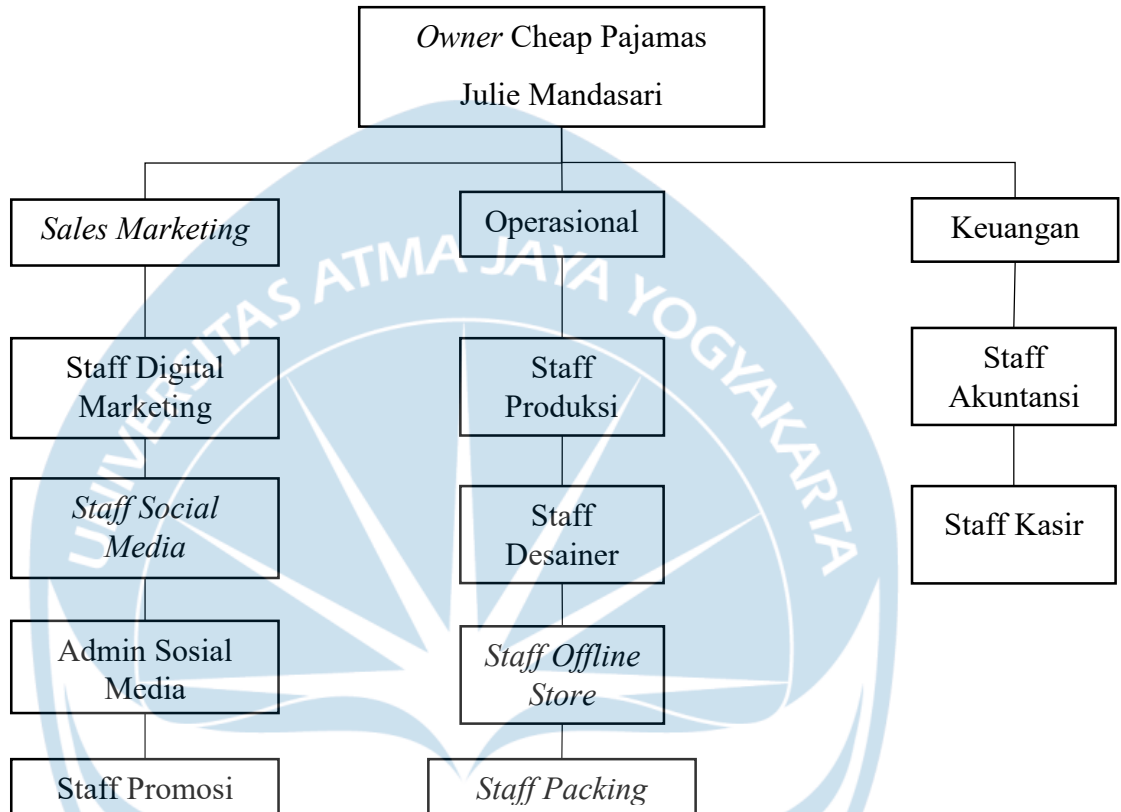 Owner Cheap Pajamas
Julie Mandasari
Sales Marketing
Operasional
Keuangan
Staff Digital
Marketing
Staff
Produksi
Staff
Akuntansi
Staff Social
Media
Staff
Desainer
Staff Kasir
Admin Sosial
Media
Staff Offline
Store
Staff Promosi
Staff Packing
UNIVERSITAS ATMA JAYA YOGYAKARTA